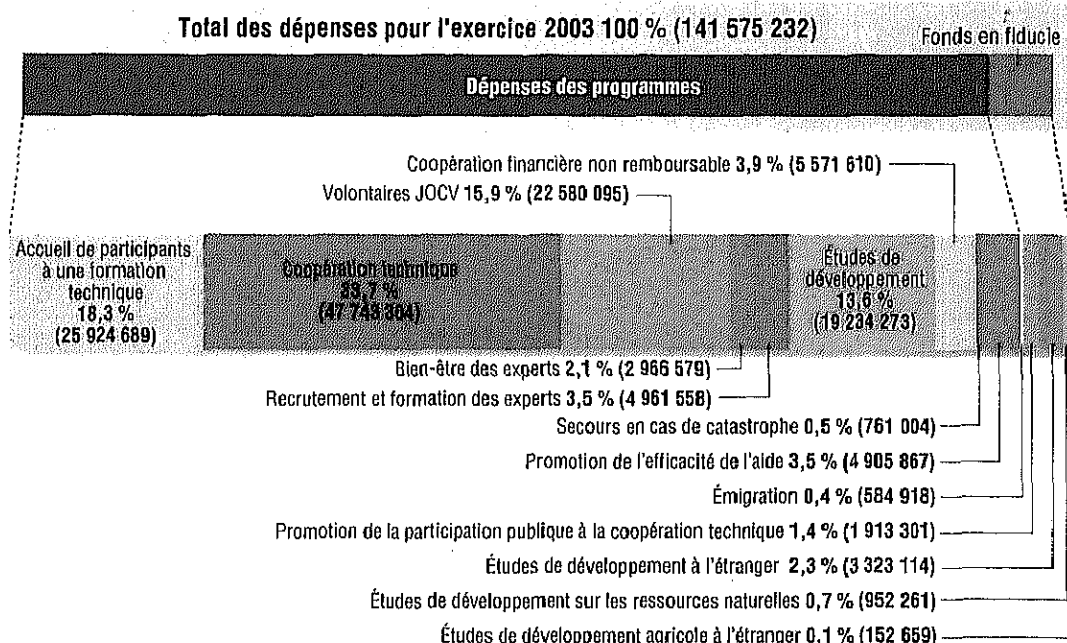 Total des dépenses pour l'exercice 2003 100 % (141 575 232)
Fonds en fiducie
Dépenses des programmes
Coopération financière non remboursable 3,9 % (5 571 610)
Volontaires JOCV 15,9 % (22 580 095)
Accueil de participants
à une formation
technique
18,3 %
(25 924 689)
Coopération technique
33,7 %
Études de
développement
13,6 %
(19 234 273)
Bien-être des experts 2,1 % (2 966 579)
Recrutement et formation des experts 3,5 % (4 961 558)
Secours en cas de catastrophe 0,5 % (761 004)
Promotion de l'efficacité de l'aide 3,5 % (4 905 867)
Émigration 0,4 % (584 918)
Promotion de la participation publique à la coopération technique 1,4 % (1 913 301)
Études de développement à l'étranger 2,3 % (3 323 114)
Études de développement sur les ressources naturelles 0,7 % (952 261)
Études de développement agricole à l'étranger 0,1 % (152 659)